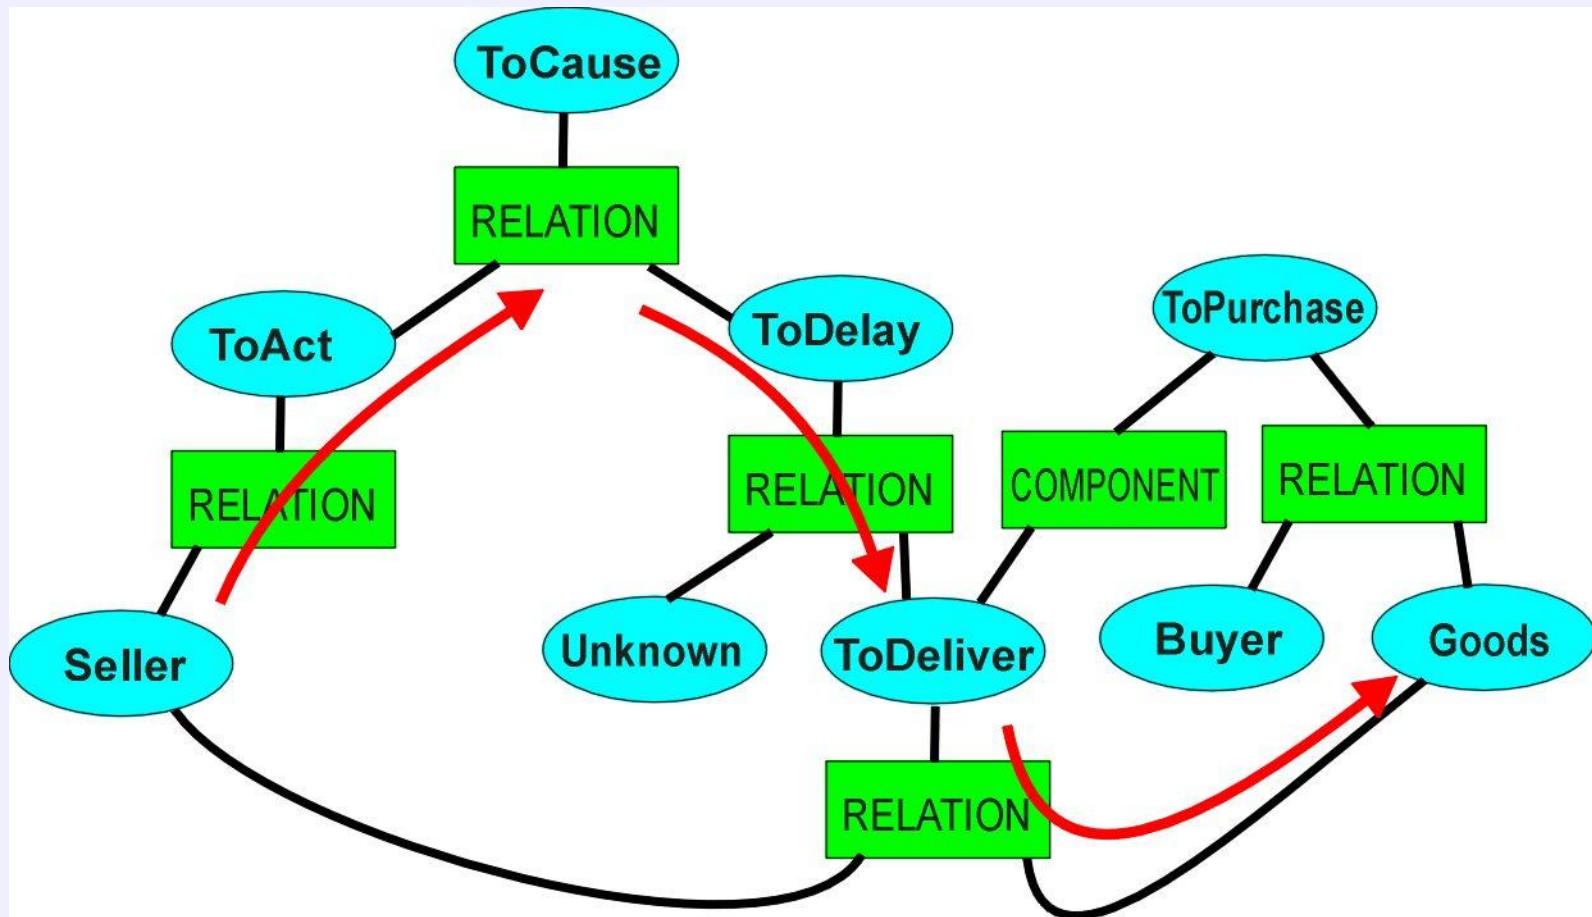 ToCause
RELATION
ToAct
ToDelay
ToPurchase
RELATION
RELATION
COMPONENT
RELATION
Seller
Unknown
ToDeliver
Buyer
Goods
RELATION